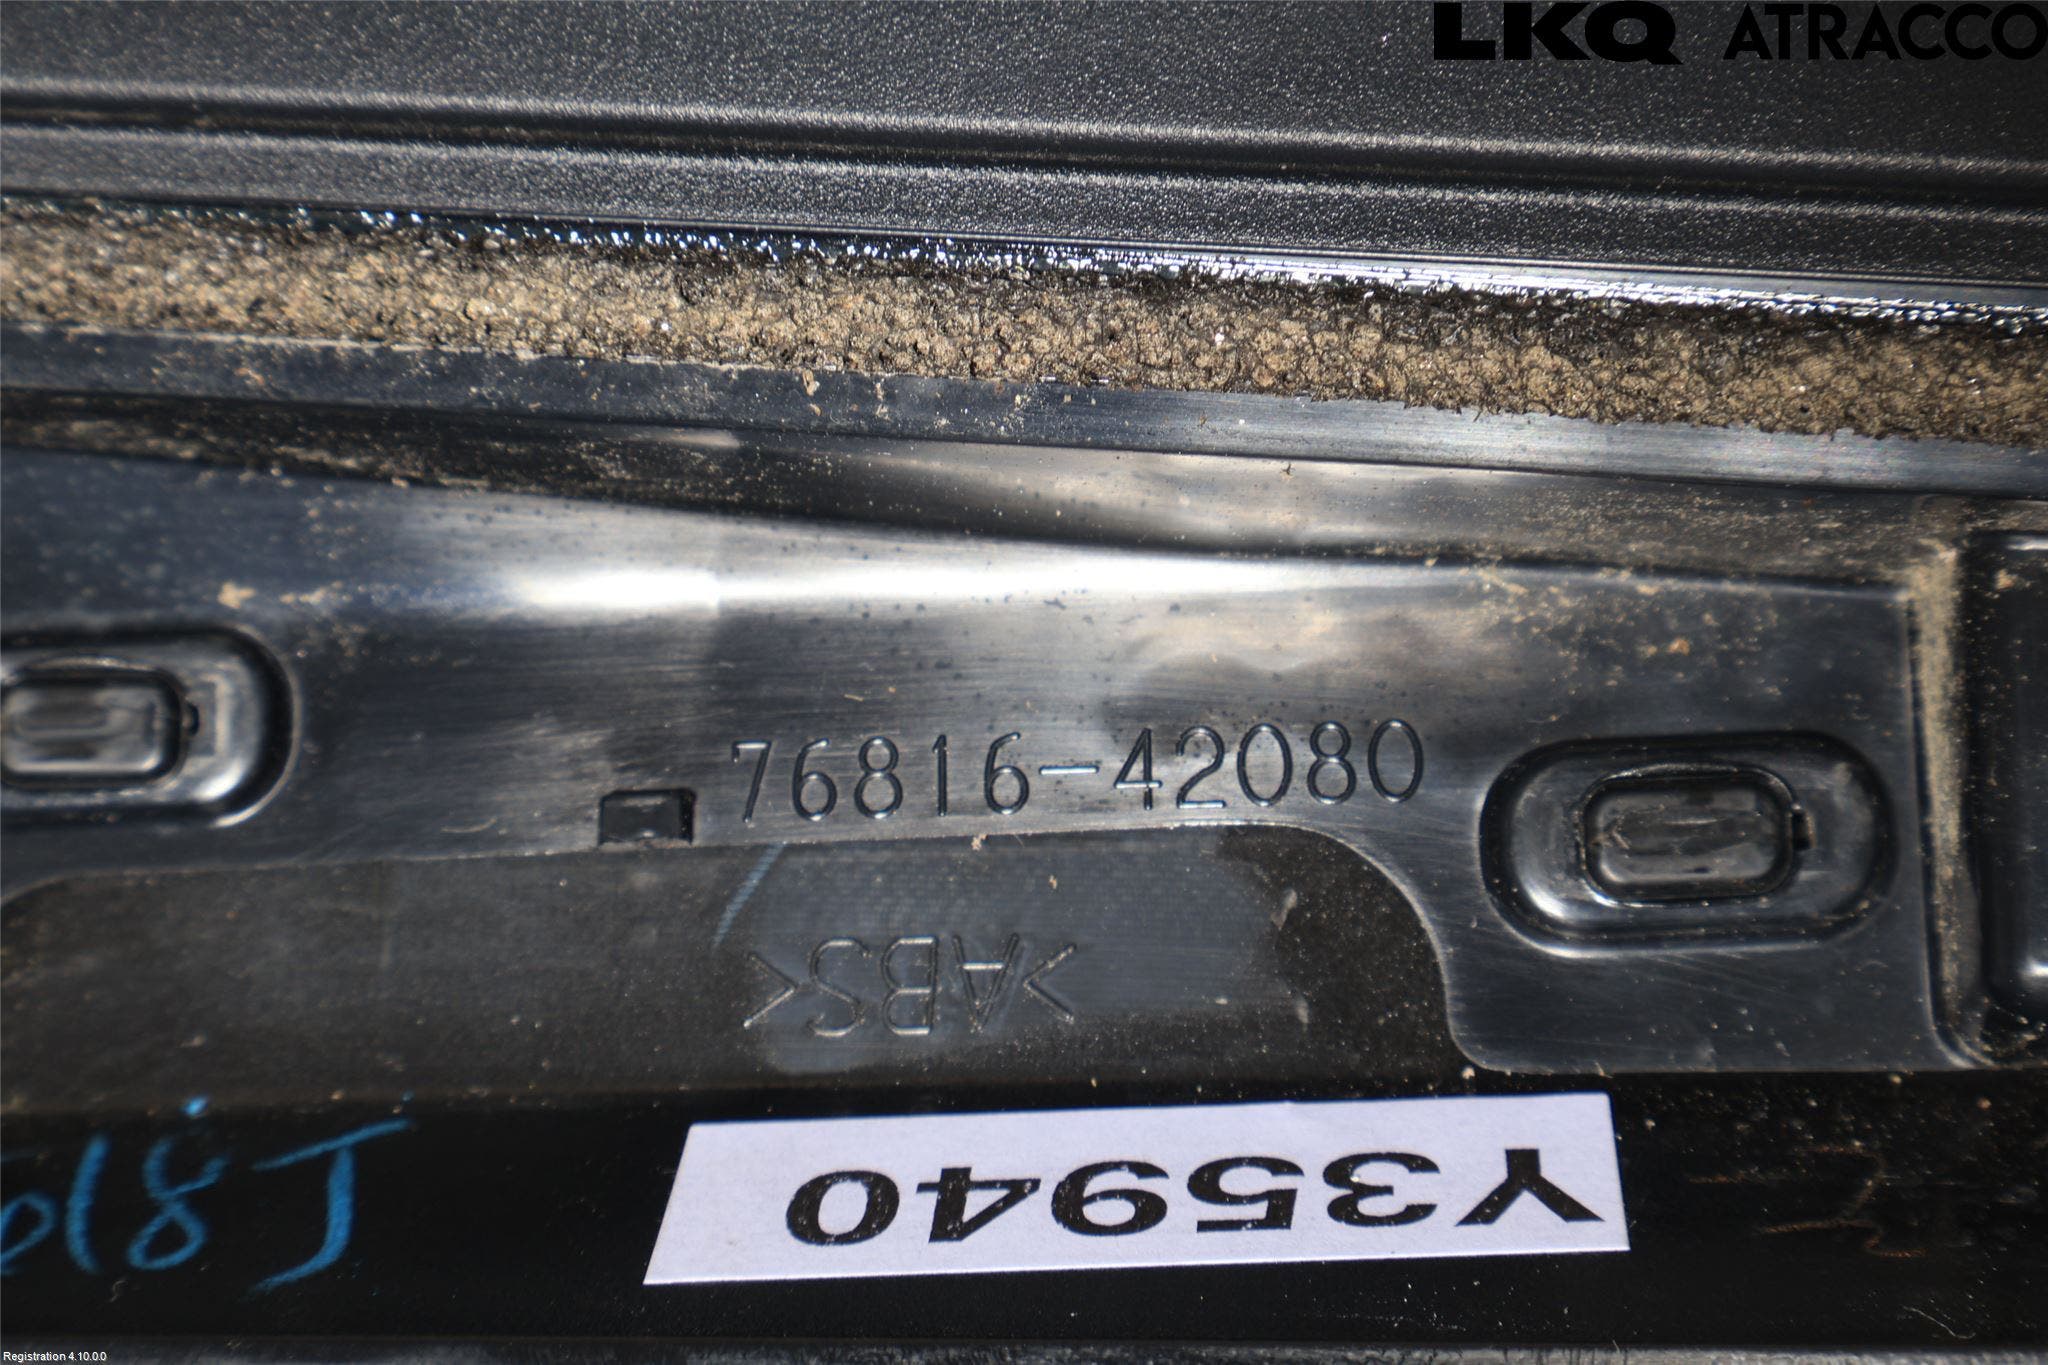 LKQ ATRACCO
76816-42080
>ABS<
Y35940
Registration 4.10.0.0